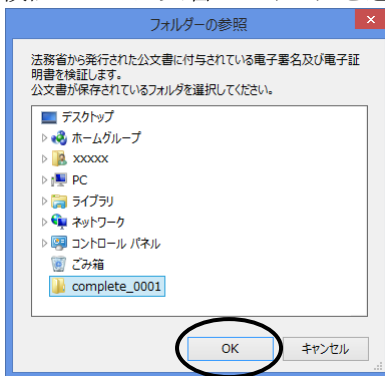 フォルダーの参照
法務省から発行された公文書に付与されている電子署名及び電子証
明書を検証します。
公文書が保存されているフォルダを選択してください。
デスクトップ
ホームグループ
xxxxx
PC
ライブラリ
ネットワーク
コントロール パネル
ごみ箱
complete_0001
OK
キャンセル